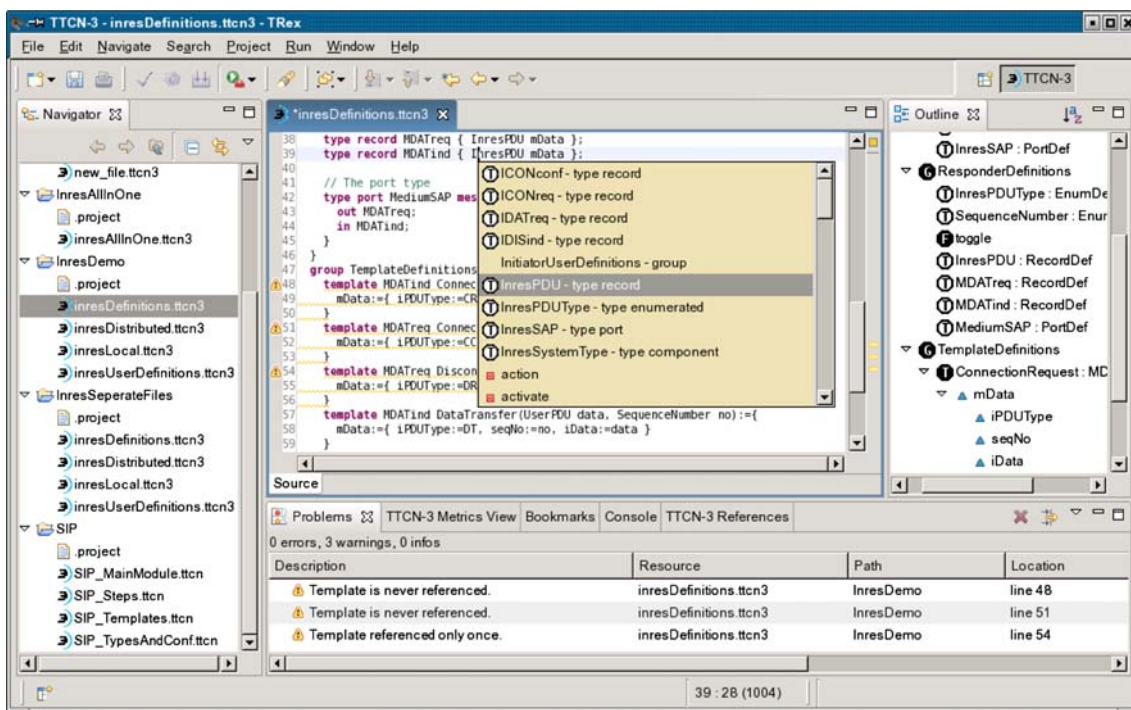 TTCN-3 - inresDefinitions.ttcn3 - TRex
File Edit Navigate Search Project Run Window Help
TTCN-3
Navigator
new_file.ttcn3
InresAllInOne
.project
inresAllInOne.ttcn3
InresDemo
.project
inresDefinitions.ttcn3
inresDistributed.ttcn3
inresLocal.ttcn3
inresUserDefinitions.ttcn3
InresSeperateFiles
.project
inresDefinitions.ttcn3
inresDistributed.ttcn3
inresLocal.ttcn3
inresUserDefinitions.ttcn3
SIP
.project
SIP_MainModule.ttcn
SIP_Steps.ttcn
SIP_Templates.ttcn
SIP_TypesAndConf.ttcn
*inresDefinitions.ttcn3
38 type record MDATreq { InresPDU mData };
39 type record MDATind { InresPDU mData };
40
41 // The port type
42 type port MediumSAP mes
43 out MDATreq;
44 in MDATind;
45 }
46 }
47 group TemplateDefinitions
48 template MDATind Connec
49 mData:={ iPDUType:=CR
50 }
51 template MDATreq Connec
52 mData:={ iPDUType:=CC
53 }
54 template MDATreq Discon
55 mData:={ iPDUType:=DR
56 }
57 template MDATind DataTransfer(UserPDU data, SequenceNumber no):={
58 mData:={ iPDUType:=DT, seqNo:=no, iData:=data }
59 }
ICONconf - type record
ICONreq - type record
IDATreq - type record
IDISind - type record
InitiatorUserDefinitions - group
InresPDU - type record
InresPDUType - type enumerated
InresSAP - type port
InresSystemType - type component
action
activate
Source
Outline
InresSAP : PortDef
ResponderDefinitions
InresPDUType : EnumDe
SequenceNumber : Enum
toggle
InresPDU : RecordDef
MDATreq : RecordDef
MDATind : RecordDef
MediumSAP : PortDef
TemplateDefinitions
ConnectionRequest : MD
mData
iPDUType
seqNo
iData
Problems TTCN-3 Metrics View Bookmarks Console TTCN-3 References
0 errors, 3 warnings, 0 infos
Description Resource Path Location
Template is never referenced. inresDefinitions.ttcn3 InresDemo line 48
Template is never referenced. inresDefinitions.ttcn3 InresDemo line 51
Template referenced only once. inresDefinitions.ttcn3 InresDemo line 54
39 : 28 (1004)